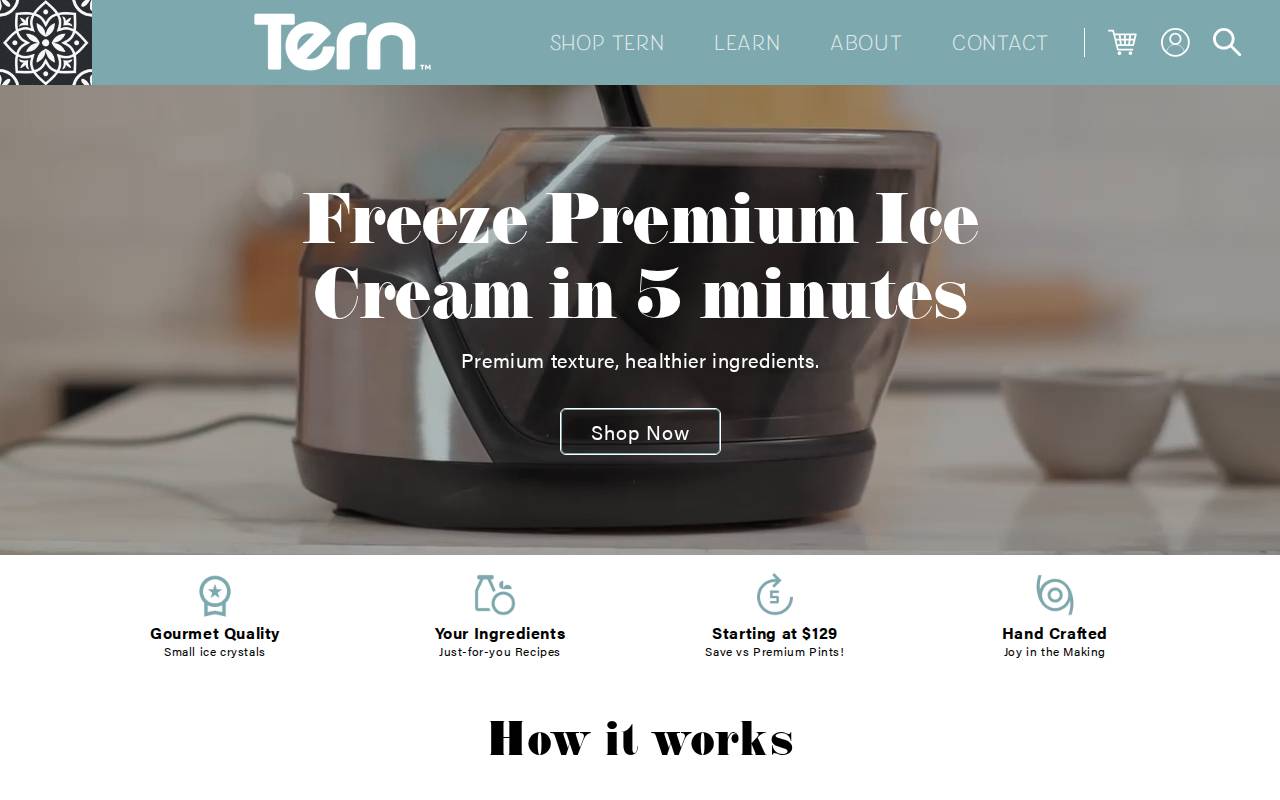 Tern™
SHOP TERN
LEARN
ABOUT
CONTACT
Freeze Premium Ice
Cream in 5 minutes
Premium texture, healthier ingredients.
Shop Now
5
Gourmet Quality
Small ice crystals
Your Ingredients
Just-for-you Recipes
Starting at $129
Save vs Premium Pints!
Hand Crafted
Joy in the Making
How it works